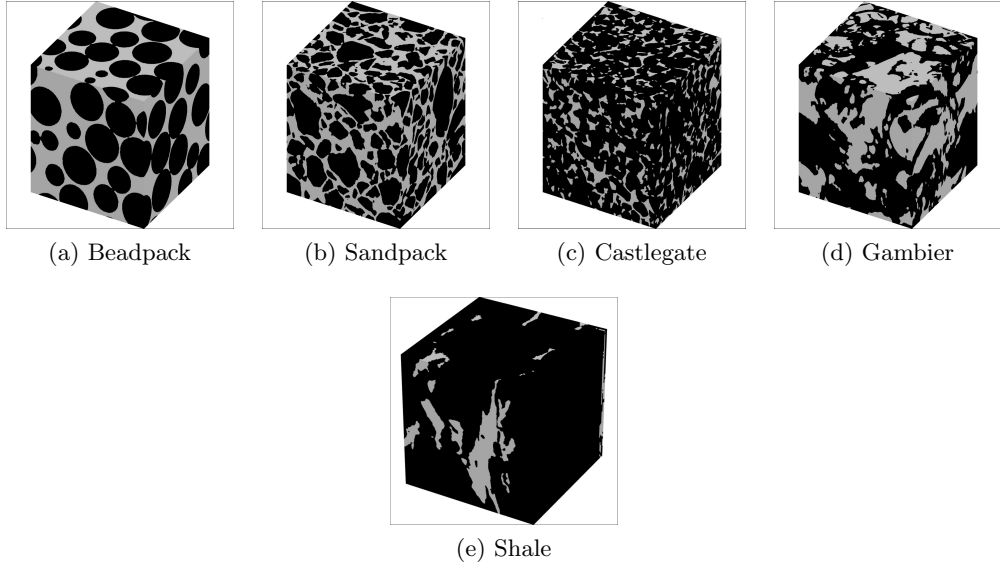 (a) Beadpack
(b) Sandpack
(c) Castlegate
(d) Gambier
(e) Shale